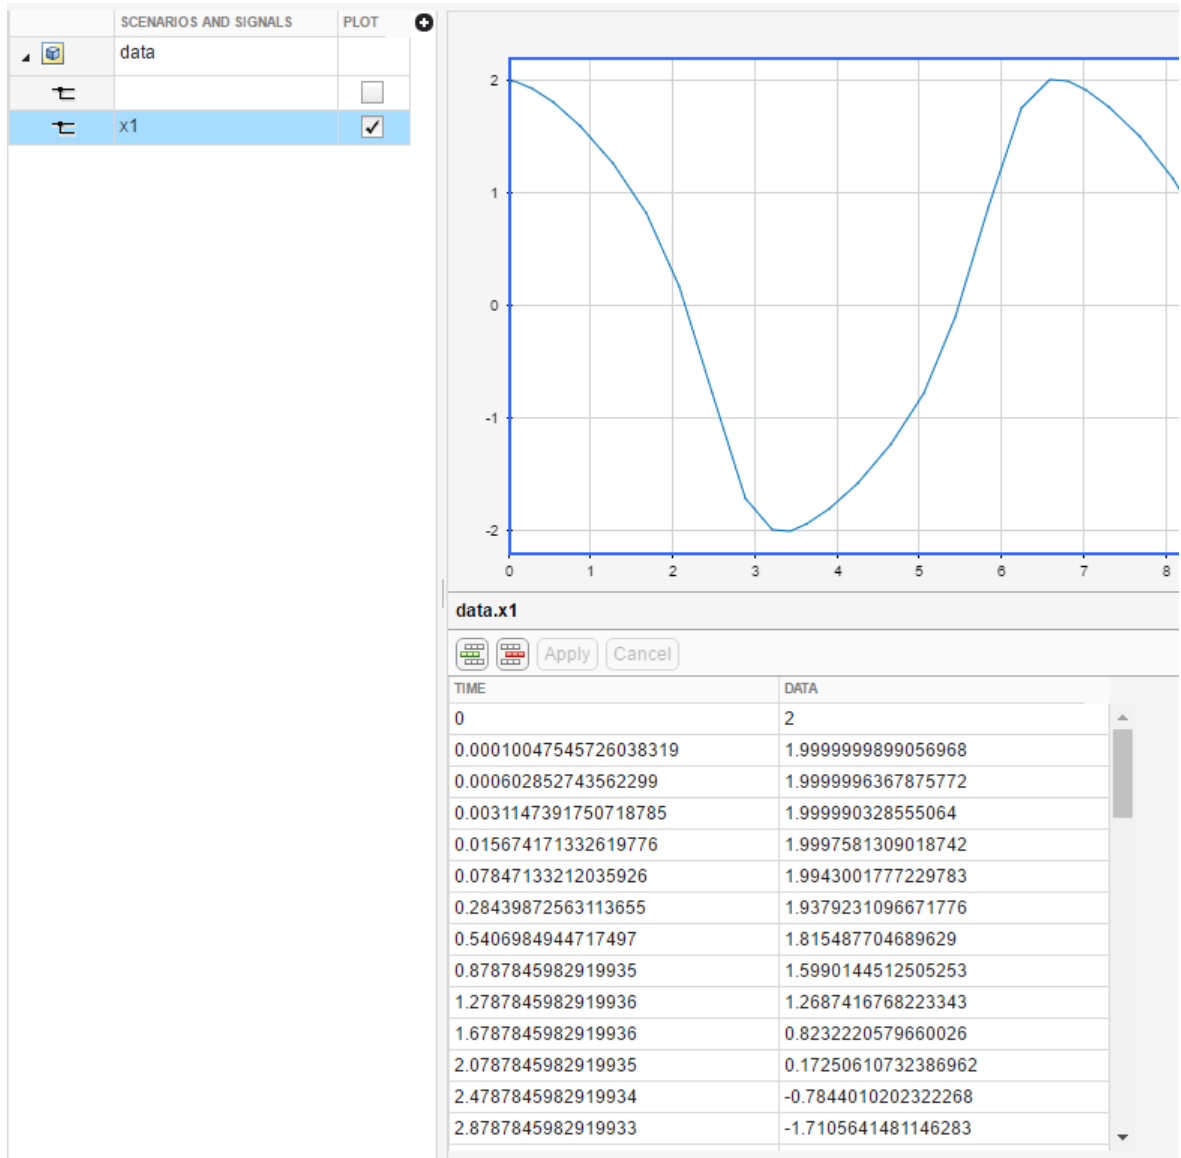 SCENARIOS AND SIGNALS PLOT
data
x1
2
1
0
-1
-2
0 1 2 3 4 5 6 7 8
data.x1
Apply Cancel
TIME DATA
0 2
0.00010047545726038319 1.9999999899056968
0.000602852743562299 1.9999996367875772
0.0031147391750718785 1.999990328555064
0.015674171332619776 1.9997581309018742
0.07847133212035926 1.9943001777229783
0.28439872563113655 1.9379231096671776
0.5406984944717497 1.815487704689629
0.8787845982919935 1.5990144512505253
1.2787845982919936 1.2687416768223343
1.6787845982919936 0.8232220579660026
2.0787845982919935 0.17250610732386962
2.4787845982919934 -0.7844010202322268
2.8787845982919933 -1.7105641481146283